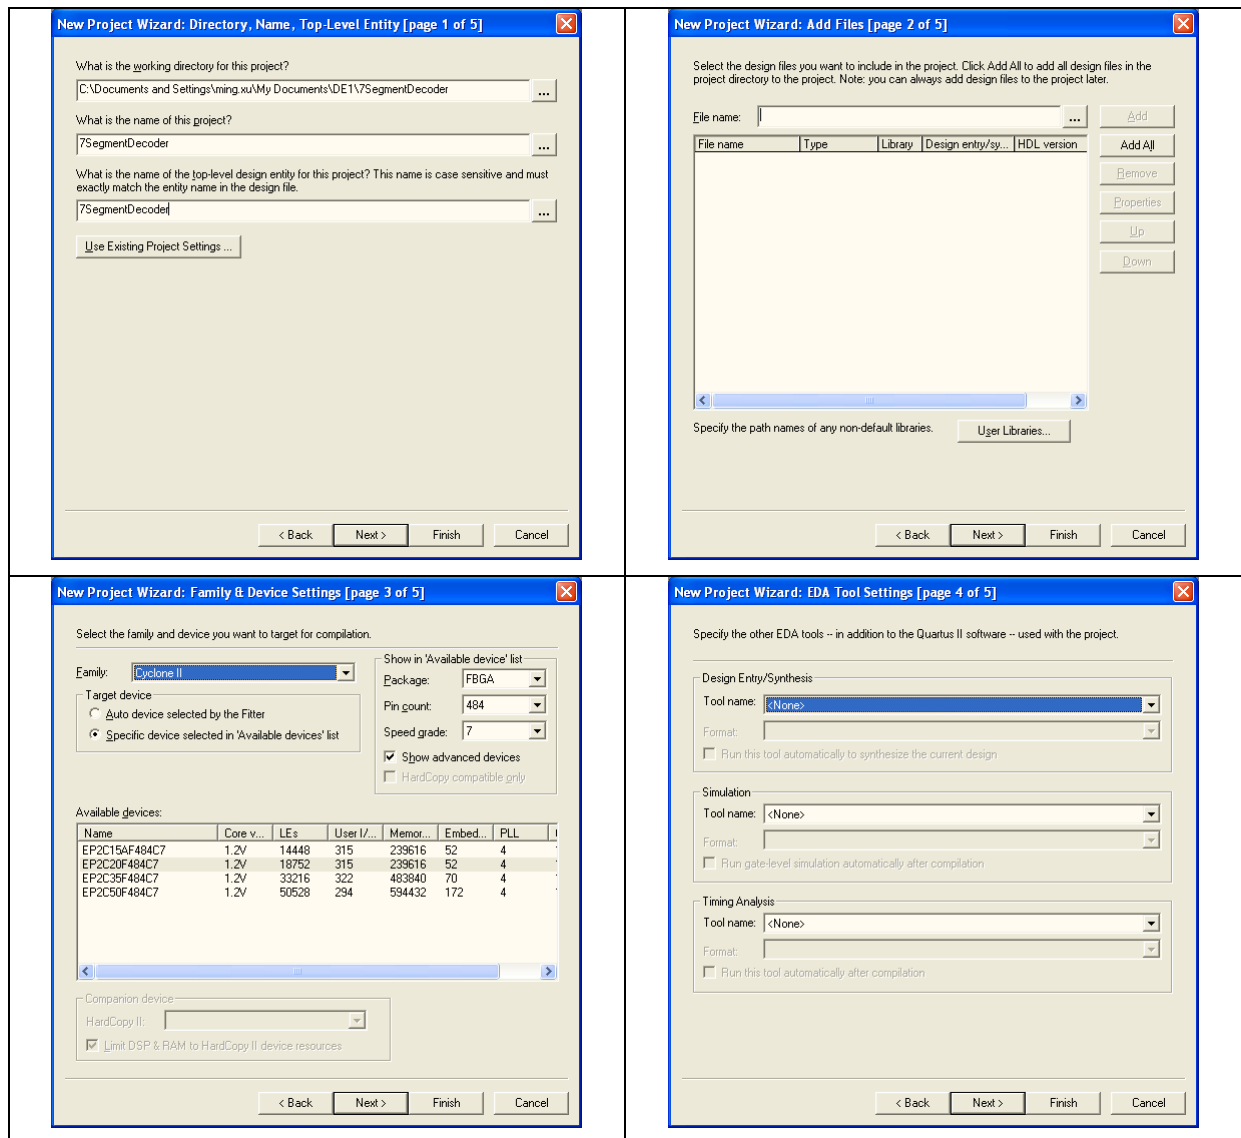 New Project Wizard: Directory, Name, Top-Level Entity [page 1 of 5]
What is the working directory for this project?
C:\Documents and Settings\ming.xu\My Documents\DE1\7SegmentDecoder
...
What is the name of this project?
7SegmentDecoder
...
What is the name of the top-level design entity for this project? This name is case sensitive and must
exactly match the entity name in the design file.
7SegmentDecoder
...
Use Existing Project Settings ...
< Back Next > Finish Cancel
New Project Wizard: Add Files [page 2 of 5]
Select the design files you want to include in the project. Click Add All to add all design files in the
project directory to the project. Note: you can always add design files to the project later.
File name: ... Add
File name Type Library Design entry/sy... HDL version Add All
Remove
Properties
Up
Down
Specify the path names of any non-default libraries. User Libraries...
< Back Next > Finish Cancel
New Project Wizard: Family & Device Settings [page 3 of 5]
Select the family and device you want to target for compilation.
Family: Cyclone II
Target device
Auto device selected by the Fitter
Specific device selected in 'Available devices' list
Show in 'Available device' list
Package: FBGA
Pin count: 484
Speed grade: 7
Show advanced devices
HardCopy compatible only
Available devices:
Name Core v... LEs User I/... Memor... Embed... PLL
EP2C15AF484C7 1.2V 14448 315 239616 52 4
EP2C20F484C7 1.2V 18752 315 239616 52 4
EP2C35F484C7 1.2V 33216 322 483840 70 4
EP2C50F484C7 1.2V 50528 294 594432 172 4
Companion device
HardCopy II:
Limit DSP & RAM to HardCopy II device resources
< Back Next > Finish Cancel
New Project Wizard: EDA Tool Settings [page 4 of 5]
Specify the other EDA tools -- in addition to the Quartus II software -- used with the project.
Design Entry/Synthesis
Tool name: <None>
Format:
Run this tool automatically to synthesize the current design
Simulation
Tool name: <None>
Format:
Run gate-level simulation automatically after compilation
Timing Analysis
Tool name: <None>
Format:
Run this tool automatically after compilation
< Back Next > Finish Cancel